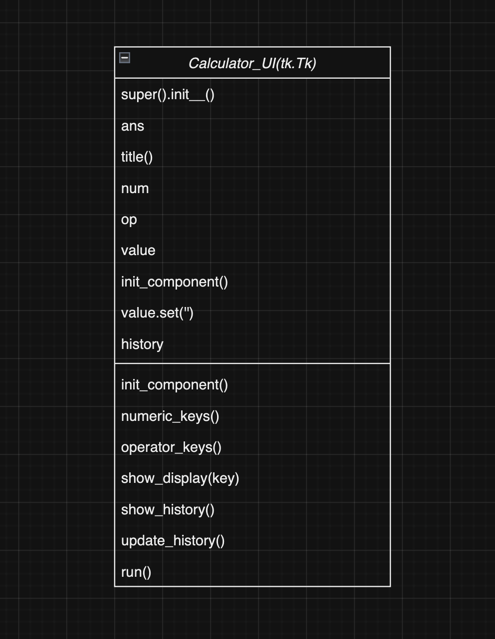 Calculator_UI(tk.Tk)
super().init__()
ans
title()
num
op
value
init_component()
value.set('')
history
init_component()
numeric_keys()
operator_keys()
show_display(key)
show_history()
update_history()
run()